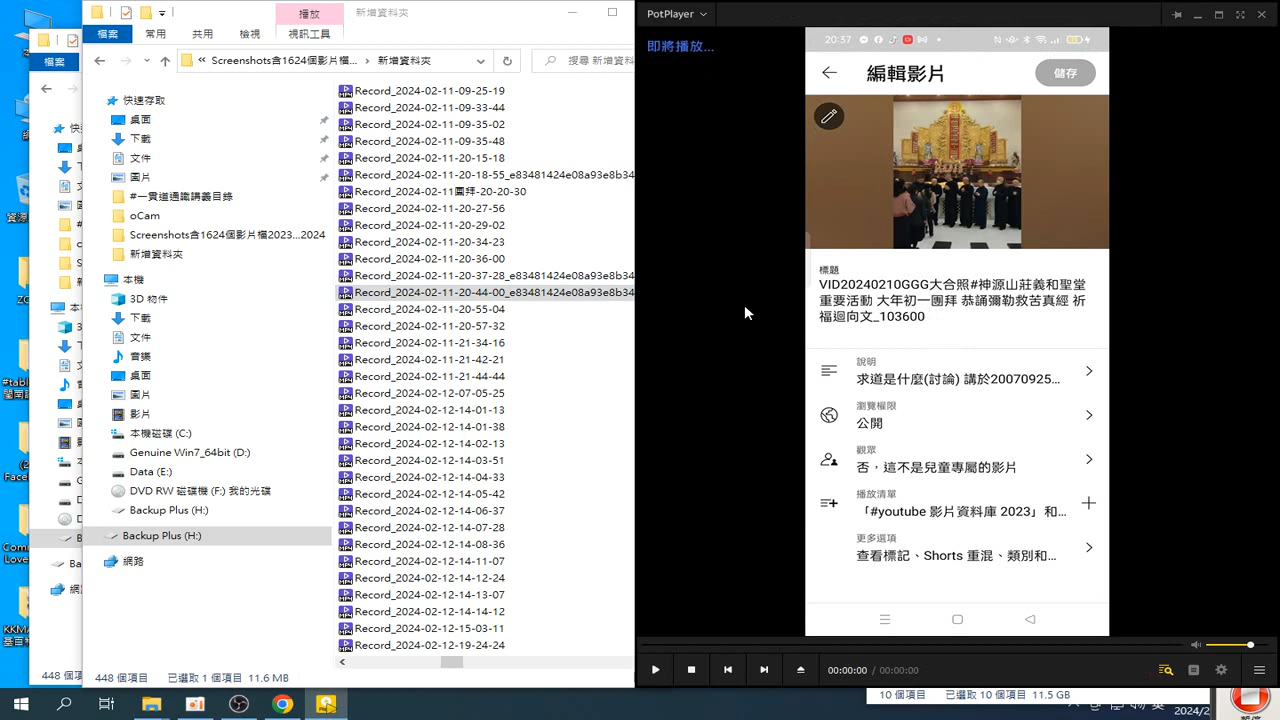 播放
新增資料夾
檔案
常用
共用
檢視
視訊工具
« Screenshots含1624個影片檔... › 新增資料夾
搜尋 新增資料
檔案
快速存取
桌面
下載
文件
圖片
#一貫道通識講義目錄
oCam
Screenshots含1624個影片檔2023...2024
新增資料夾
本機
3D 物件
下載
文件
音樂
桌面
圖片
影片
本機磁碟 (C:)
Genuine Win7_64bit (D:)
Data (E:)
DVD RW 磁碟機 (F:) 我的光碟
Backup Plus (H:)
Backup Plus (H:)
網路
Record_2024-02-11-09-25-19
Record_2024-02-11-09-33-44
Record_2024-02-11-09-35-02
Record_2024-02-11-09-35-48
Record_2024-02-11-20-15-18
Record_2024-02-11-20-18-55_e83481424e08a93e8b34
Record_2024-02-11團拜-20-20-30
Record_2024-02-11-20-27-56
Record_2024-02-11-20-29-02
Record_2024-02-11-20-34-23
Record_2024-02-11-20-36-00
Record_2024-02-11-20-37-28_e83481424e08a93e8b34
Record_2024-02-11-20-44-00_e83481424e08a93e8b34
Record_2024-02-11-20-55-04
Record_2024-02-11-20-57-32
Record_2024-02-11-21-34-16
Record_2024-02-11-21-42-21
Record_2024-02-11-21-44-44
Record_2024-02-12-07-05-25
Record_2024-02-12-14-01-13
Record_2024-02-12-14-01-38
Record_2024-02-12-14-02-13
Record_2024-02-12-14-03-51
Record_2024-02-12-14-04-33
Record_2024-02-12-14-05-42
Record_2024-02-12-14-06-37
Record_2024-02-12-14-07-28
Record_2024-02-12-14-08-36
Record_2024-02-12-14-11-07
Record_2024-02-12-14-12-24
Record_2024-02-12-14-13-07
Record_2024-02-12-14-14-12
Record_2024-02-12-15-03-11
Record_2024-02-12-19-24-24
448 個項目
448 個項目 已選取 1 個項目 11.6 MB
PotPlayer
即將播放...
20:37
編輯影片
儲存
標題
VID20240210GGG大合照#神源山莊義和聖堂
重要活動 大年初一團拜 恭誦彌勒救苦真經 祈
福迴向文_103600
說明
求道是什麼(討論) 講於20070925...
瀏覽權限
公開
觀眾
否，這不是兒童專屬的影片
播放清單
「#youtube 影片資料庫 2023」和...
更多選項
查看標記、Shorts 重混、類別和...
00:00:00 / 00:00:00
10 個項目 已選取 10 個項目 11.5 GB
2024/2